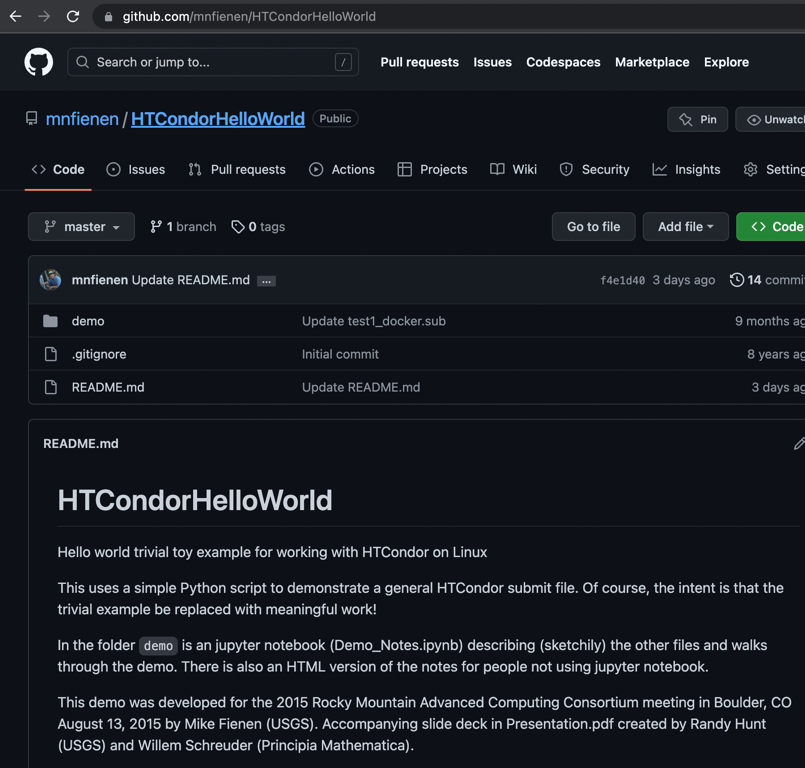 github.com/mnfienen/HTCondorHelloWorld
Search or jump to... / Pull requests Issues Codespaces Marketplace Explore
mnfienen / HTCondorHelloWorld Public Pin Unwatch
Code Issues Pull requests Actions Projects Wiki Security Insights Setting
master 1 branch 0 tags Go to file Add file Code
mnfienen Update README.md ... f4e1d40 3 days ago 14 commi
demo Update test1_docker.sub 9 months ag
.gitignore Initial commit 8 years ag
README.md Update README.md 3 days ag
README.md
HTCondorHelloWorld
Hello world trivial toy example for working with HTCondor on Linux
This uses a simple Python script to demonstrate a general HTCondor submit file. Of course, the intent is that the
trivial example be replaced with meaningful work!
In the folder demo is an jupyter notebook (Demo_Notes.ipynb) describing (sketchily) the other files and walks
through the demo. There is also an HTML version of the notes for people not using jupyter notebook.
This demo was developed for the 2015 Rocky Mountain Advanced Computing Consortium meeting in Boulder, CO
August 13, 2015 by Mike Fienen (USGS). Accompanying slide deck in Presentation.pdf created by Randy Hunt
(USGS) and Willem Schreuder (Principia Mathematica).